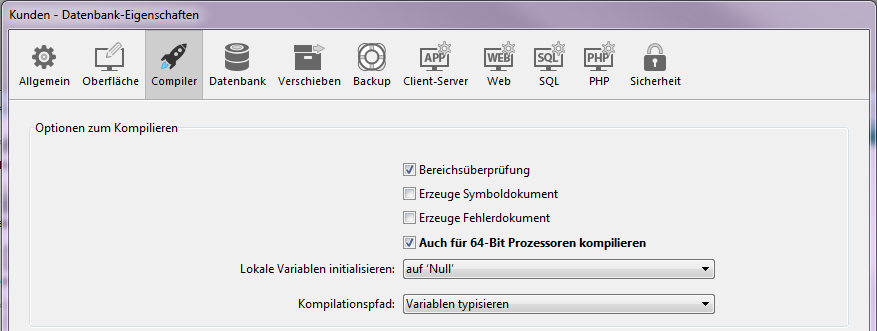 Kunden - Datenbank-Eigenschaften
APP WEB SQL PHP
Allgemein Oberfläche Compiler Datenbank Verschieben Backup Client-Server Web SQL PHP Sicherheit
Optionen zum Kompilieren
Bereichsüberprüfung
Erzeuge Symboldokument
Erzeuge Fehlerdokument
Auch für 64-Bit Prozessoren kompilieren
Lokale Variablen initialisieren: auf ‘Null’
Kompilationspfad: Variablen typisieren